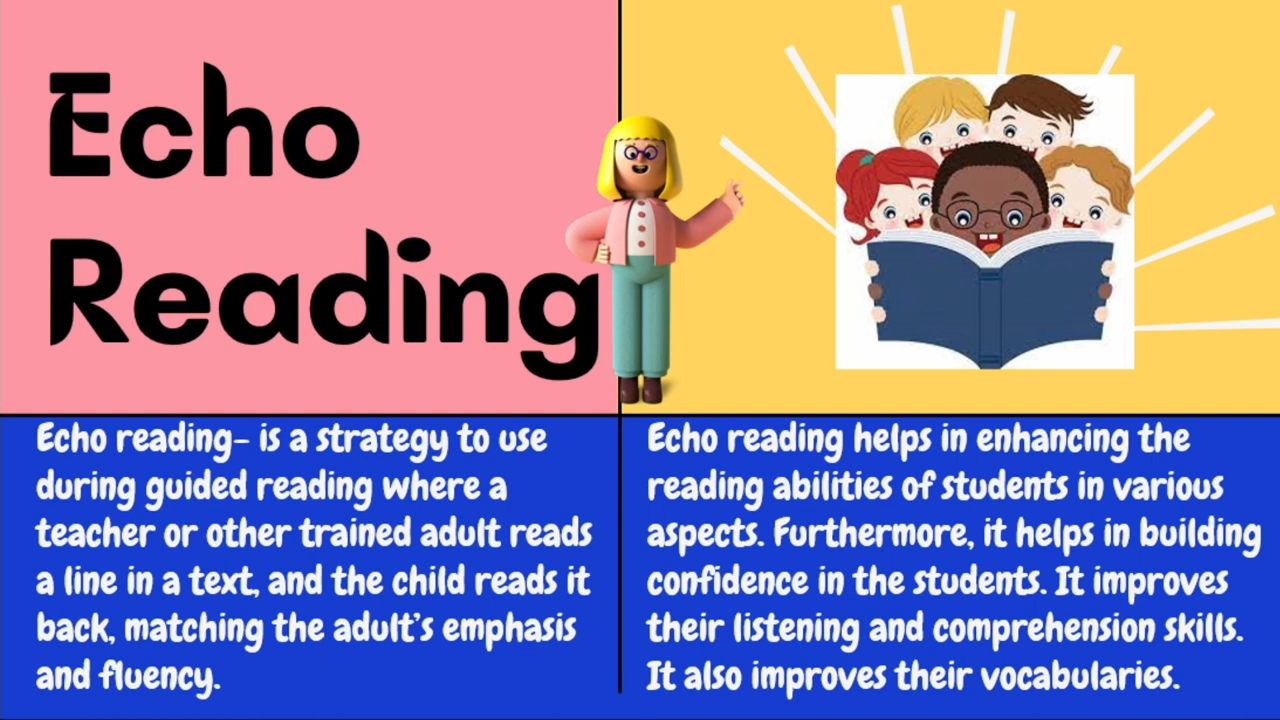 Echo
Reading
Echo reading- is a strategy to use
during guided reading where a
teacher or other trained adult reads
a line in a text, and the child reads it
back, matching the adult's emphasis
and fluency.
Echo reading helps in enhancing the
reading abilities of students in various
aspects. Furthermore, it helps in building
confidence in the students. It improves
their listening and comprehension skills.
It also improves their vocabularies.